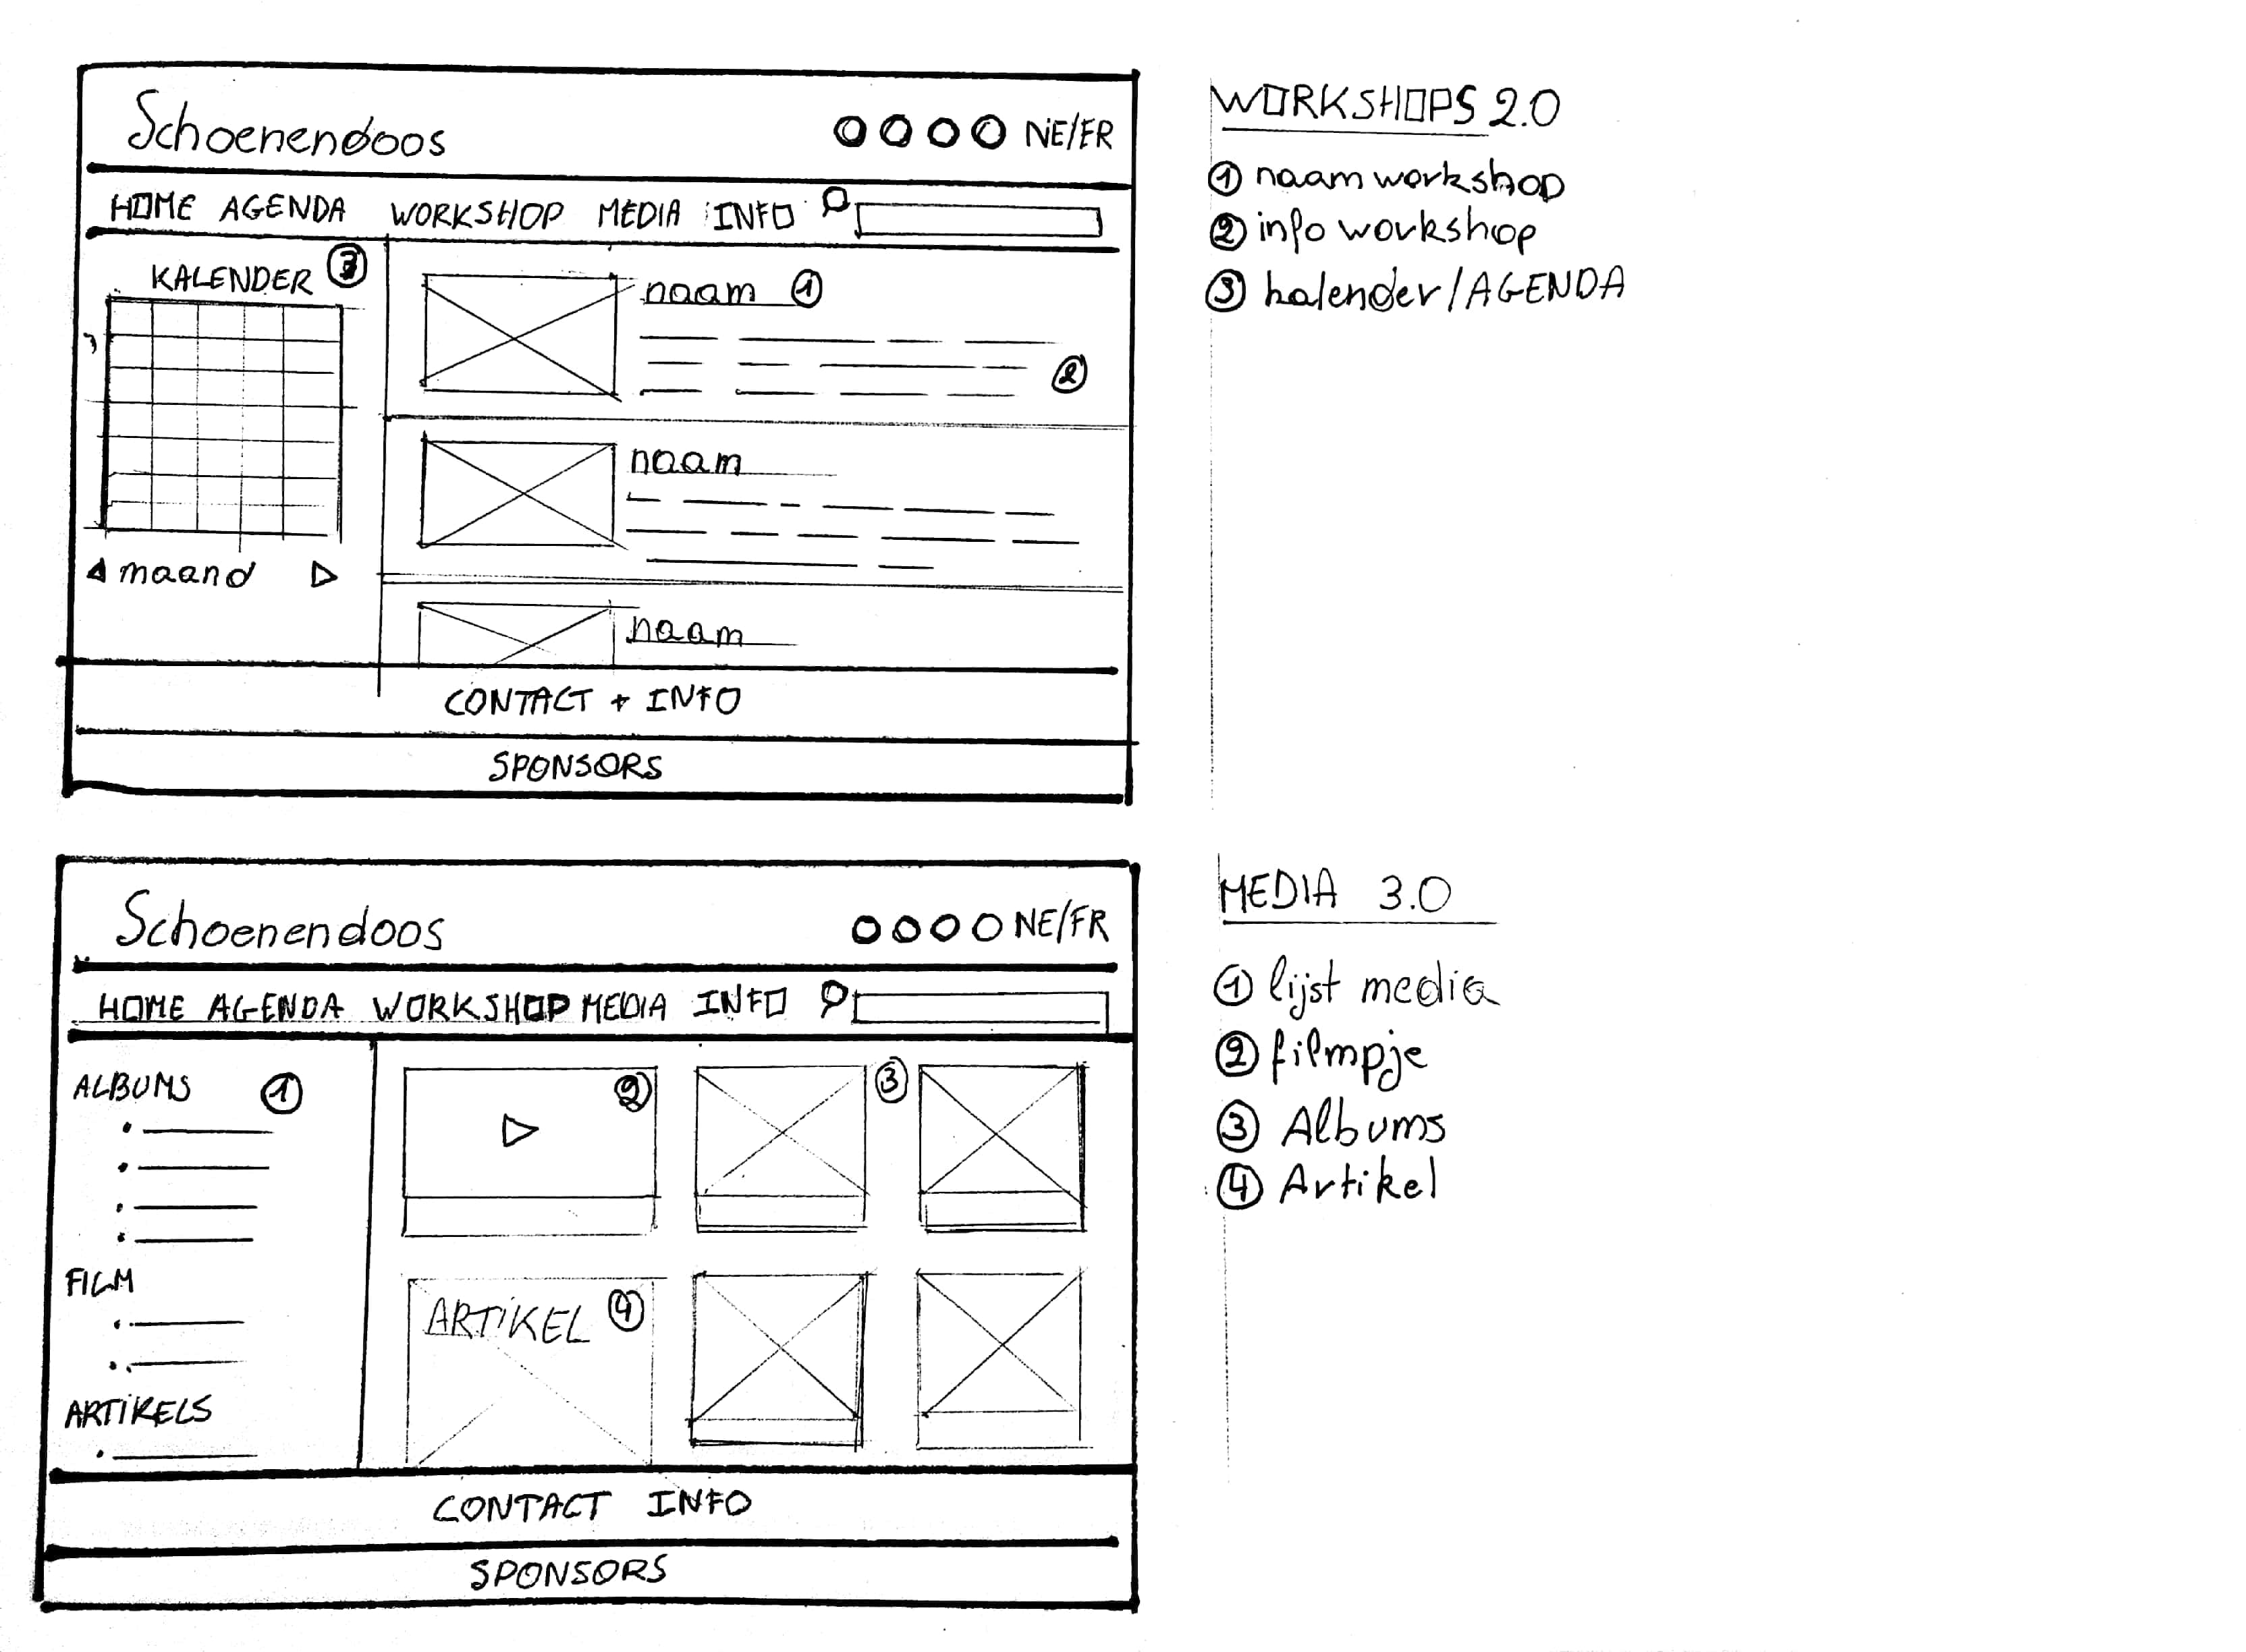 Schoenendoos NE/FR
HOME AGENDA WORKSHOP MEDIA INFO
KALENDER 3
naam 1
2
naam
maand
naam
CONTACT + INFO
SPONSORS
WORKSHOPS 2.0
1 naam workshop
2 info workshop
3 kalender/AGENDA
Schoenendoos NE/FR
HOME AGENDA WORKSHOP MEDIA INFO
ALBUMS 1
2
3
FILM
ARTIKEL 4
ARTIKELS
CONTACT INFO
SPONSORS
MEDIA 3.0
1 lijst media
2 filmpje
3 Albums
4 Artikel